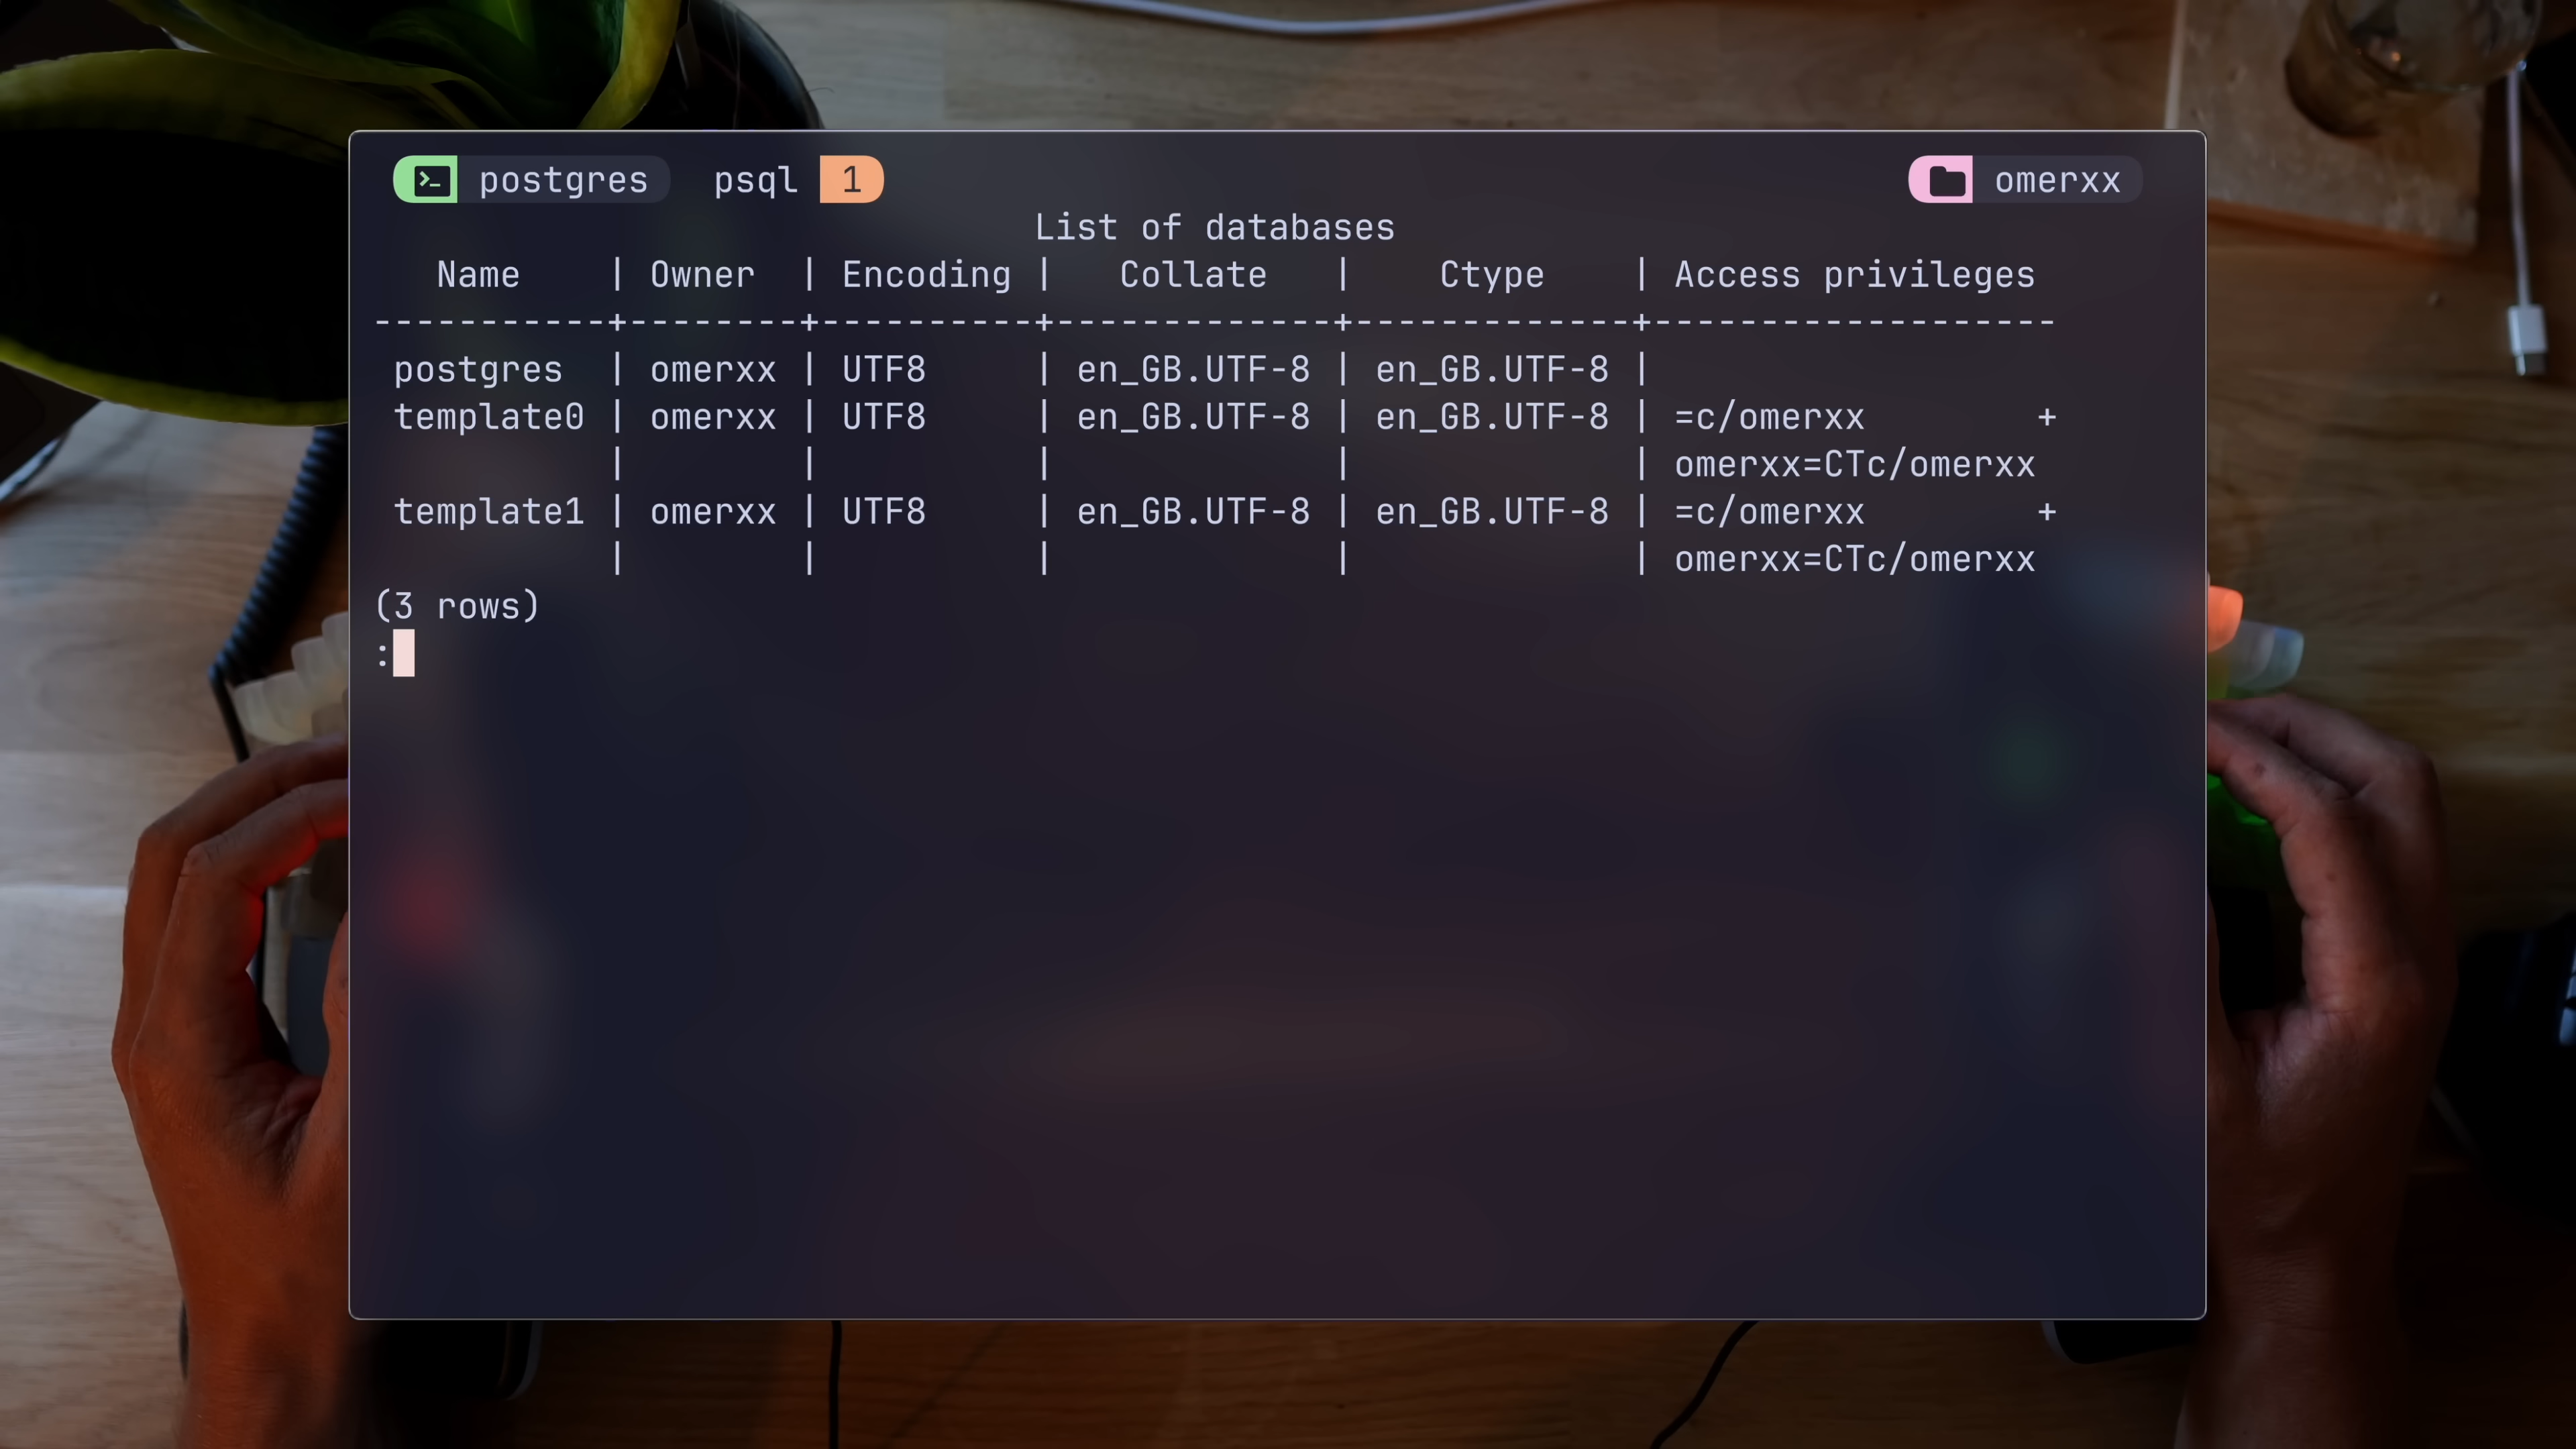 postgres psql 1 omerxx
List of databases
Name | Owner | Encoding | Collate | Ctype | Access privileges
-----------+--------+----------+-------------+-------------+-------------------
postgres | omerxx | UTF8 | en_GB.UTF-8 | en_GB.UTF-8 |
template0 | omerxx | UTF8 | en_GB.UTF-8 | en_GB.UTF-8 | =c/omerxx +
| | | | | omerxx=CTc/omerxx
template1 | omerxx | UTF8 | en_GB.UTF-8 | en_GB.UTF-8 | =c/omerxx +
| | | | | omerxx=CTc/omerxx
(3 rows)
: